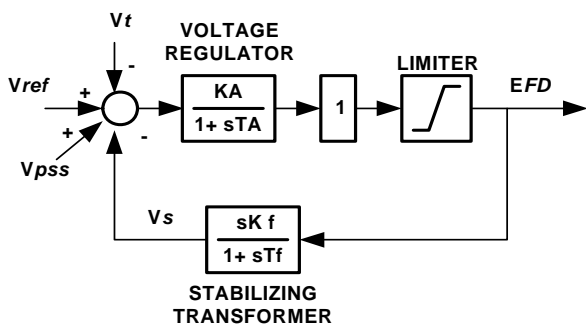 Vt
VOLTAGE
REGULATOR
LIMITER
-
Vref
+
KA
1+ sTA
1
EFD
+
-
Vpss
Vs
sK f
1+ sTf
STABILIZING
TRANSFORMER